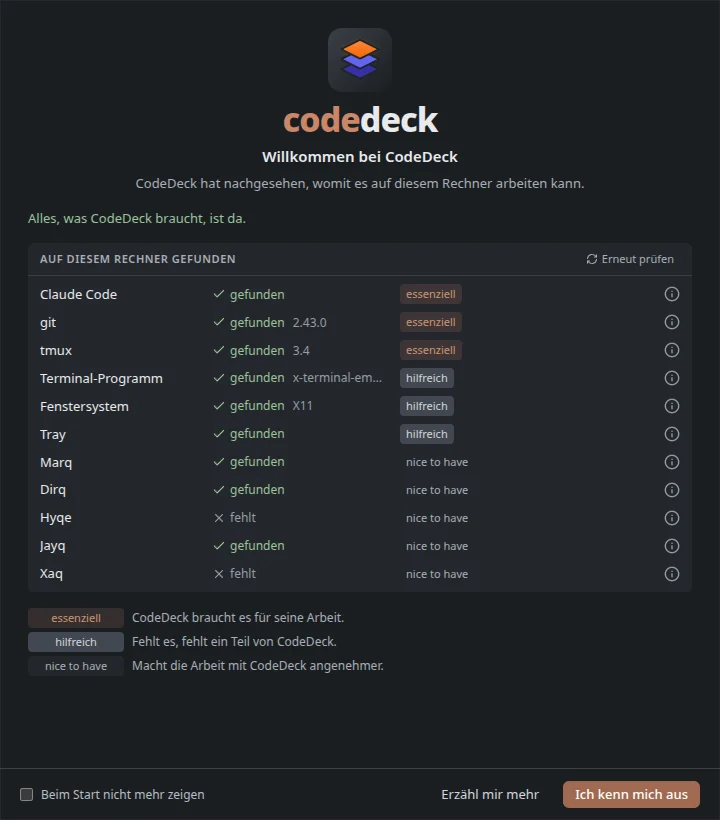 codedeck
Willkommen bei CodeDeck
CodeDeck hat nachgesehen, womit es auf diesem Rechner arbeiten kann.
Alles, was CodeDeck braucht, ist da.
AUF DIESEM RECHNER GEFUNDEN Erneut prüfen
Claude Code gefunden essenziell
git gefunden 2.43.0 essenziell
tmux gefunden 3.4 essenziell
Terminal-Programm gefunden x-terminal-em... hilfreich
Fenstersystem gefunden X11 hilfreich
Tray gefunden hilfreich
Marq gefunden nice to have
Dirq gefunden nice to have
Hyqe fehlt nice to have
Jayq gefunden nice to have
Xaq fehlt nice to have
essenziell CodeDeck braucht es für seine Arbeit.
hilfreich Fehlt es, fehlt ein Teil von CodeDeck.
nice to have Macht die Arbeit mit CodeDeck angenehmer.
Beim Start nicht mehr zeigen Erzähl mir mehr Ich kenn mich aus